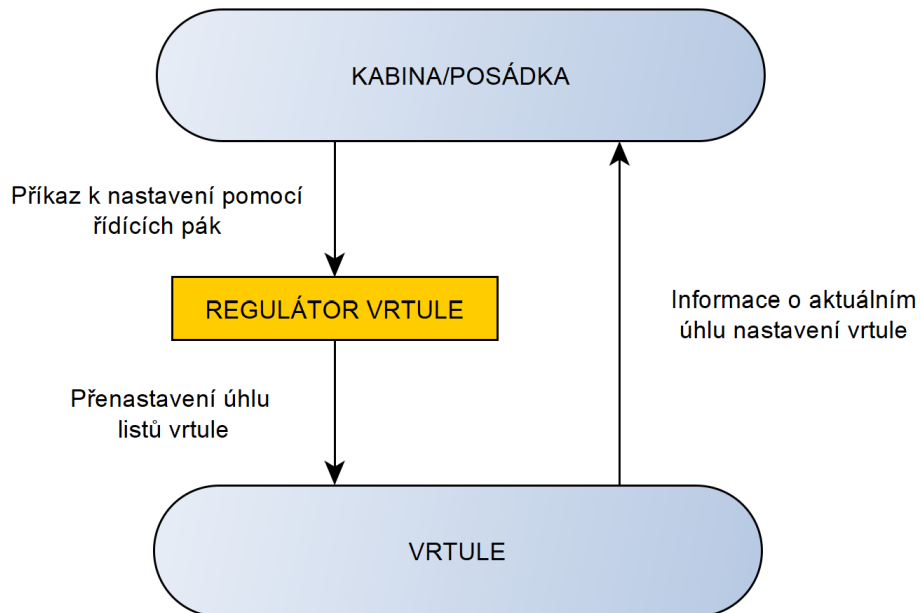 KABINA/POSÁDKA
Příkaz k nastavení pomocí
řídících pák
REGULÁTOR VRTULE
Informace o aktuálním
úhlu nastavení vrtule
Přenastavení úhlu
listů vrtule
VRTULE